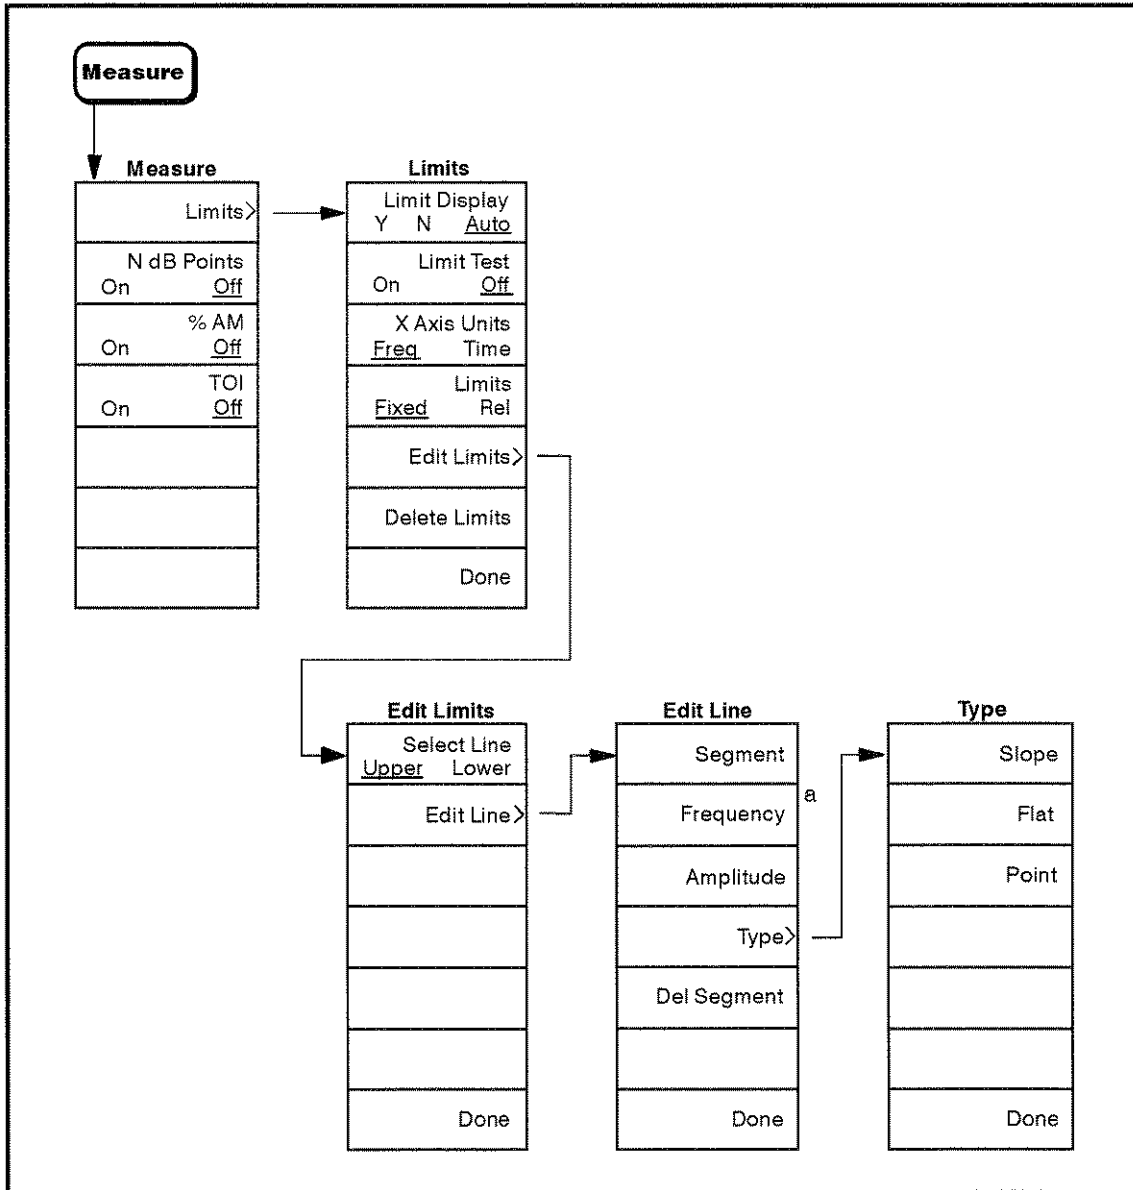 Measure
Measure
Limits>
N dB Points
On Off
% AM
On Off
TOI
On Off
Limits
Limit Display
Y N Auto
Limit Test
On Off
X Axis Units
Freq Time
Limits
Fixed Rel
Edit Limits>
Delete Limits
Done
Edit Limits
Select Line
Upper Lower
Edit Line>
Done
Edit Line
Segment
Frequency
a
Amplitude
Type>
Del Segment
Done
Type
Slope
Flat
Point
Done